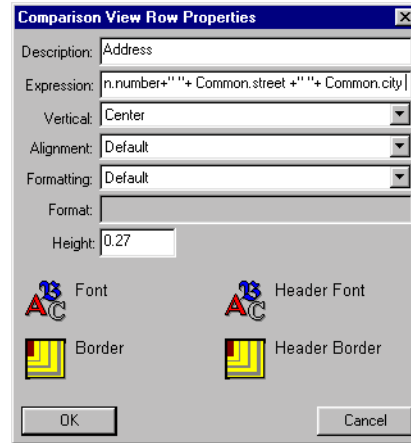 Comparison View Row Properties
Description: Address
Expression: n.number+" "+ Common.street +" "+ Common.city
Vertical: Center
Alignment: Default
Formatting: Default
Format:
Height: 0.27
Font Header Font
Border Header Border
OK Cancel